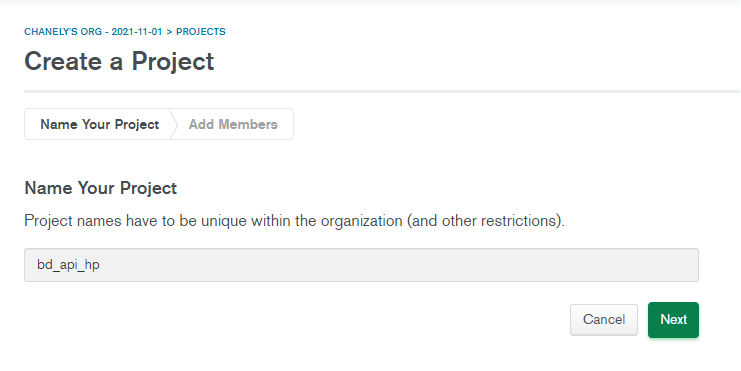 CHANELY'S ORG - 2021-11-01 > PROJECTS
Create a Project
Name Your Project
Add Members
Name Your Project
Project names have to be unique within the organization (and other restrictions).
bd_api_hp
Cancel
Next